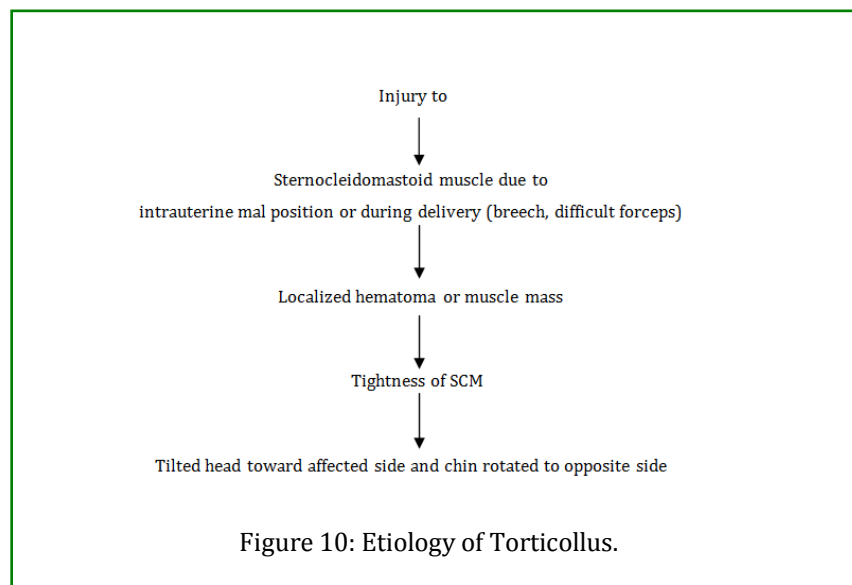 Injury to
Sternocleidomastoid muscle due to
intrauterine mal position or during delivery (breech, difficult forceps)
Localized hematoma or muscle mass
Tightness of SCM
Tilted head toward affected side and chin rotated to opposite side
Figure 10: Etiology of Torticollus.